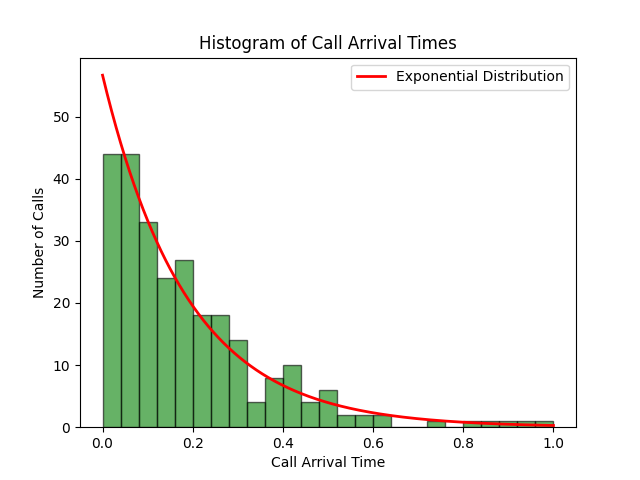 Histogram of Call Arrival Times
Exponential Distribution
Number of Calls
50
40
30
20
10
0
0.0 0.2 0.4 0.6 0.8 1.0
Call Arrival Time